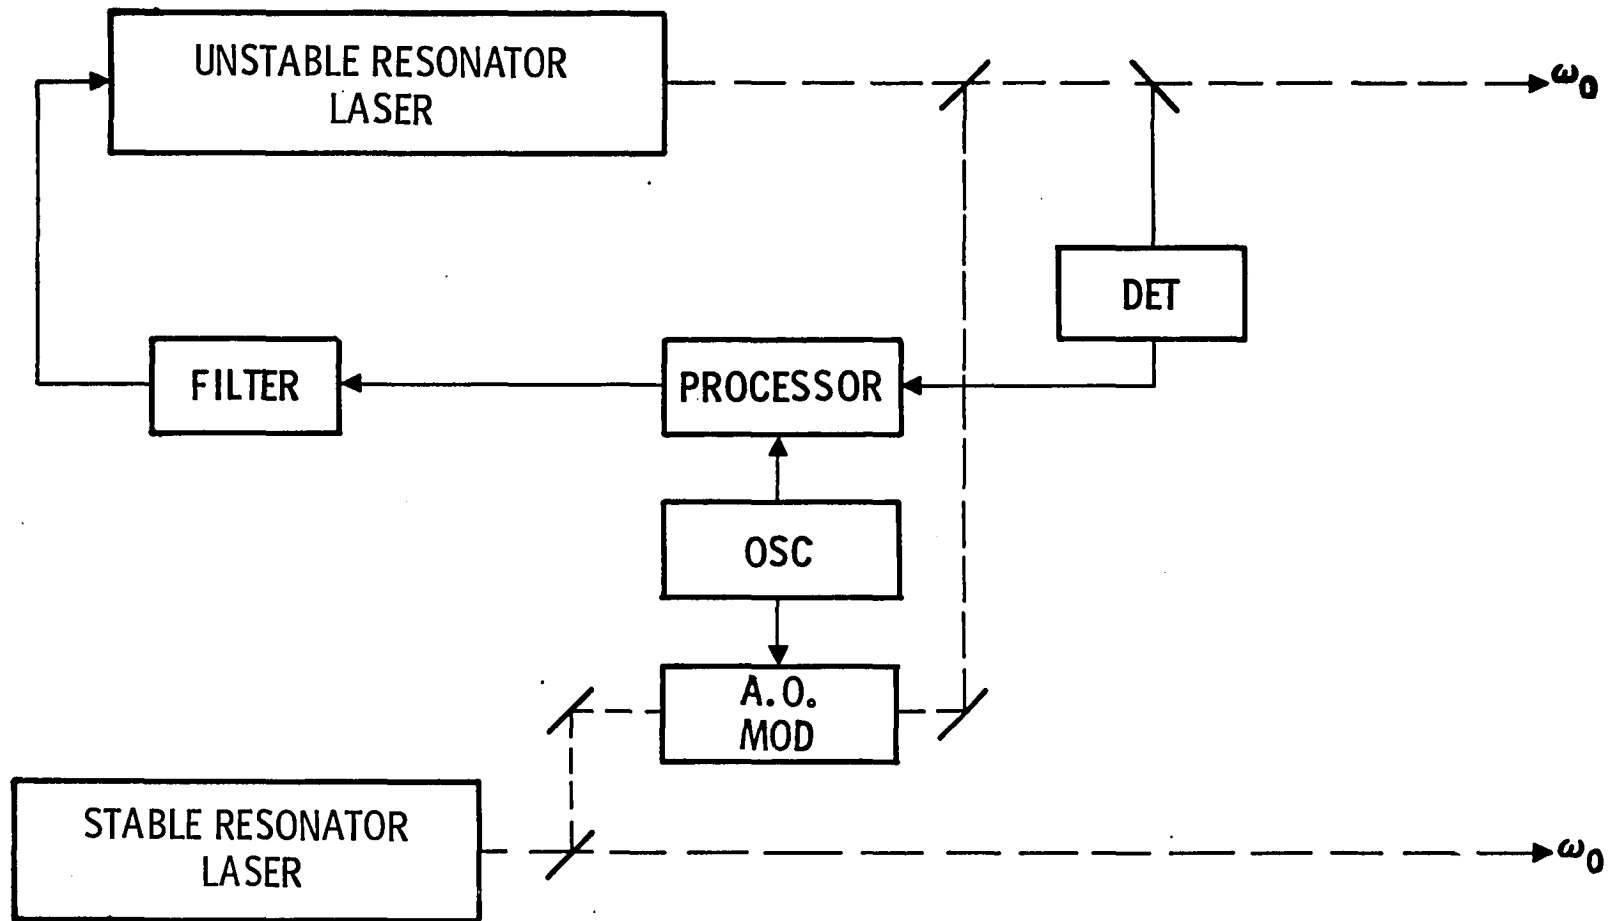 UNSTABLE RESONATOR
LASER
ω₀
DET
FILTER
PROCESSOR
OSC
A.O.
MOD
STABLE RESONATOR
LASER
ω₀